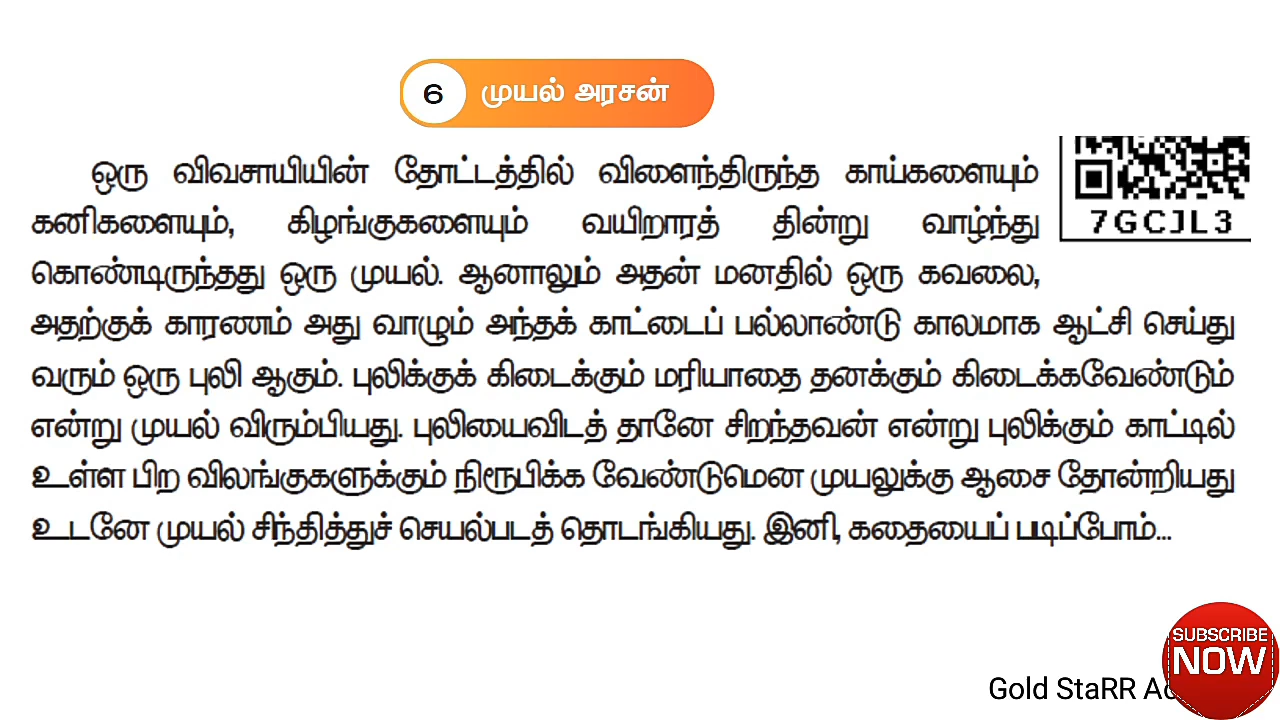 6 முயல் அரசன்
ஒரு விவசாயியின் தோட்டத்தில் விளைந்திருந்த காய்களையும்
கனிகளையும், கிழங்குகளையும் வயிறாரத் தின்று வாழ்ந்து
கொண்டிருந்தது ஒரு முயல். ஆனாலும் அதன் மனதில் ஒரு கவலை,
அதற்குக் காரணம் அது வாழும் அந்தக் காட்டைப் பல்லாண்டு காலமாக ஆட்சி செய்து
வரும் ஒரு புலி ஆகும். புலிக்குக் கிடைக்கும் மரியாதை தனக்கும் கிடைக்கவேண்டும்
என்று முயல் விரும்பியது. புலியைவிடத் தானே சிறந்தவன் என்று புலிக்கும் காட்டில்
உள்ள பிற விலங்குகளுக்கும் நிரூபிக்க வேண்டுமென முயலுக்கு ஆசை தோன்றியது
உடனே முயல் சிந்தித்துச் செயல்படத் தொடங்கியது. இனி, கதையைப் படிப்போம்...
7GCJL3
SUBSCRIBE
NOW
Gold StaRR